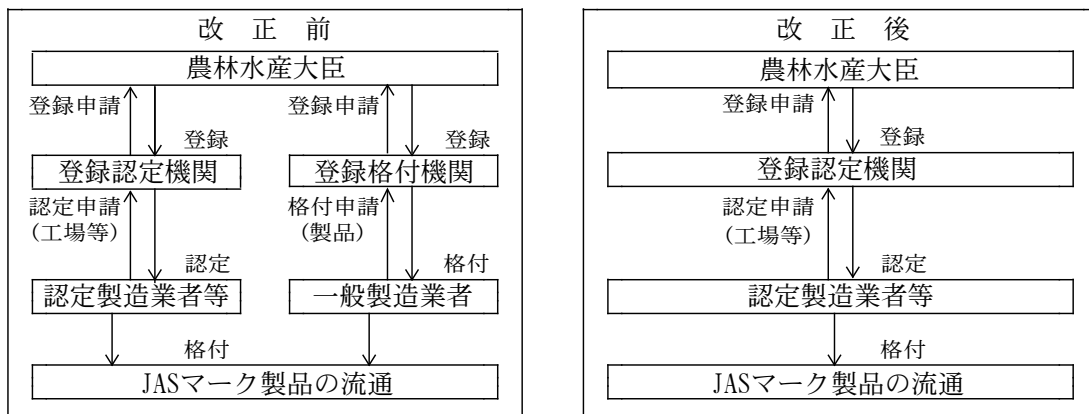 改正前
農林水産大臣
登録申請
登録
登録申請
登録
登録認定機関
登録格付機関
認定申請
(工場等)
認定
格付申請
(製品)
格付
認定製造業者等
一般製造業者
格付
JASマーク製品の流通
改正後
農林水産大臣
登録申請
登録
登録認定機関
認定申請
(工場等)
認定
認定製造業者等
格付
JASマーク製品の流通